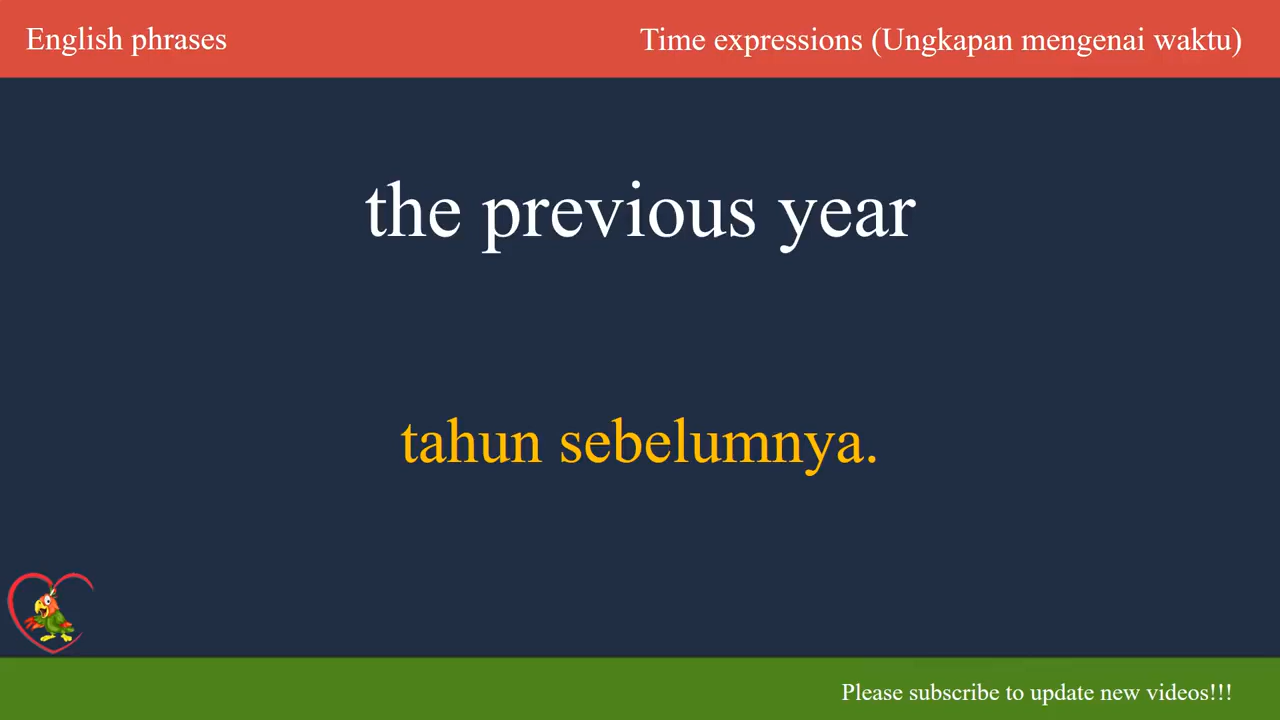 English phrases
Time expressions (Ungkapan mengenai waktu)
the previous year
tahun sebelumnya.
Please subscribe to update new videos!!!